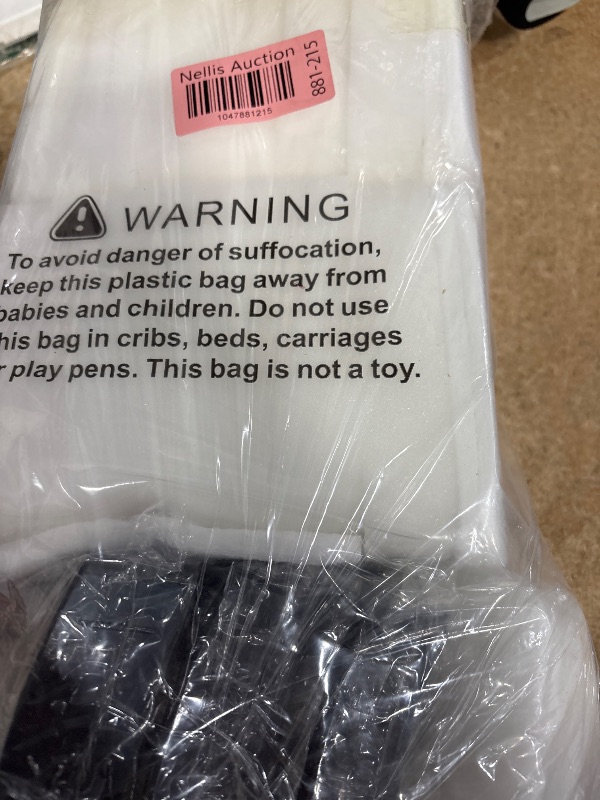 Nellis Auction
881-215
1047881215
WARNING
To avoid danger of suffocation,
keep this plastic bag away from
babies and children. Do not use
his bag in cribs, beds, carriages
r play pens. This bag is not a toy.